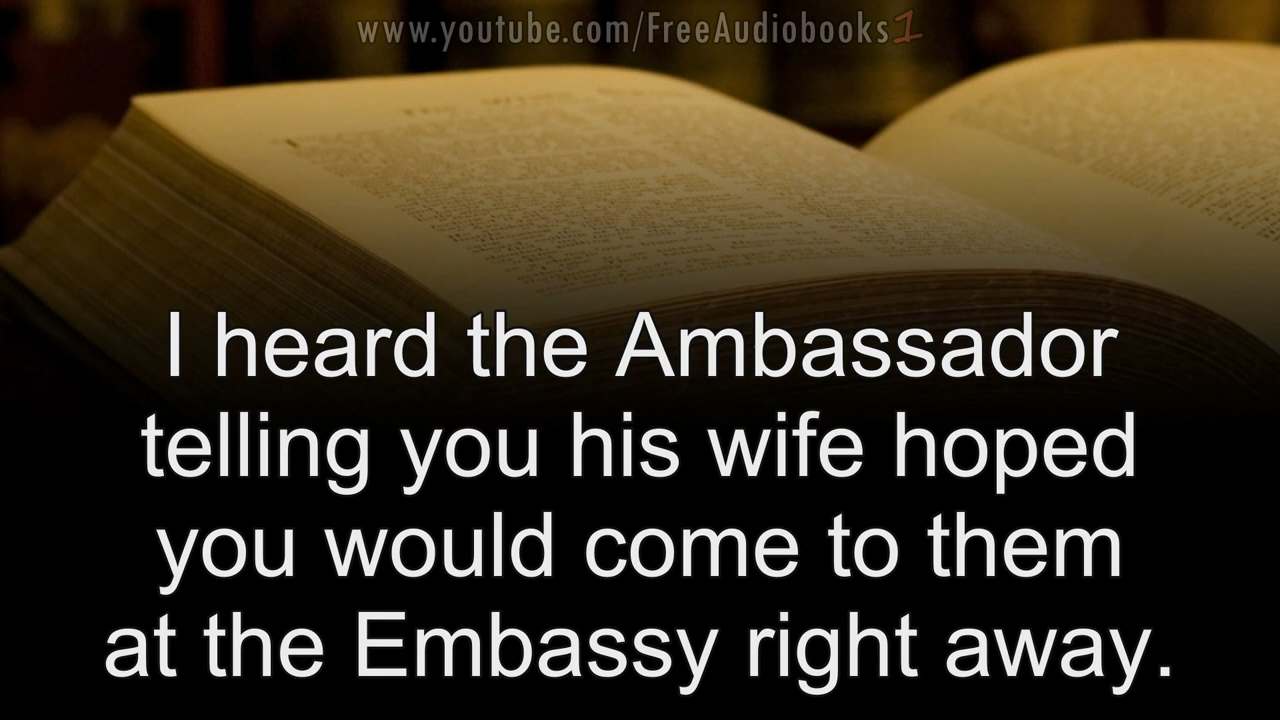 www.youtube.com/FreeAudiobooks1
I heard the Ambassador
telling you his wife hoped
you would come to them
at the Embassy right away.